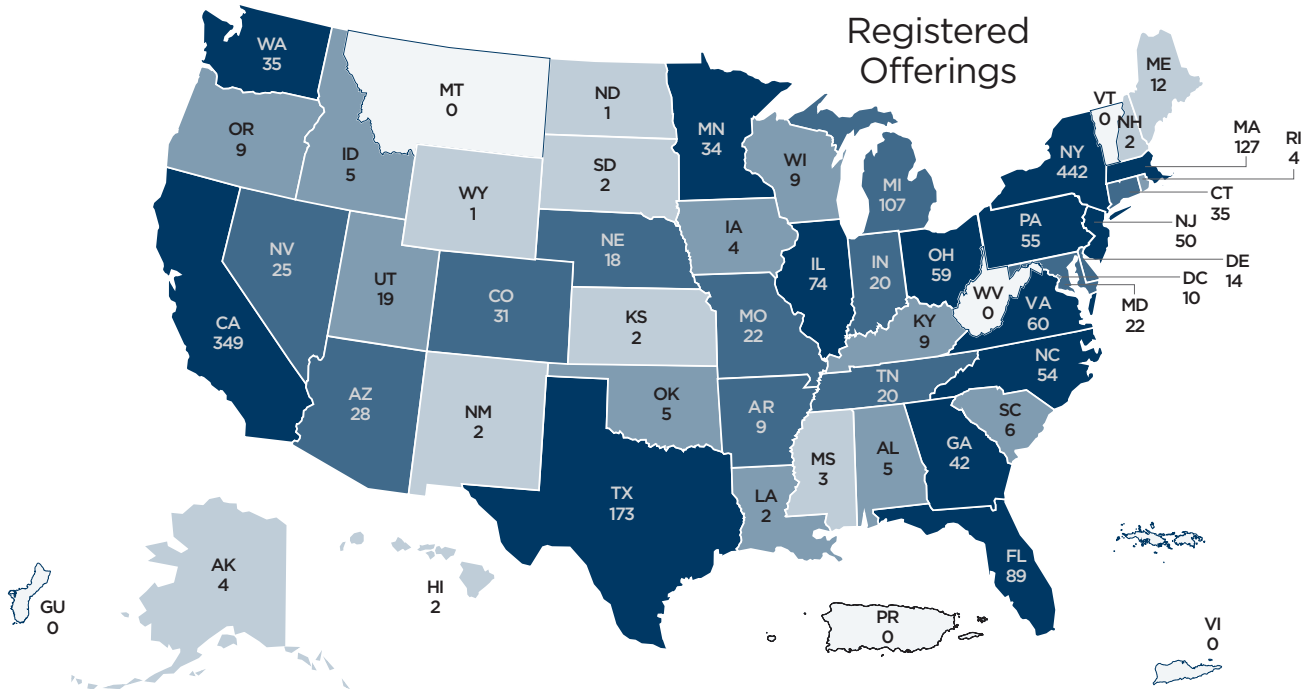 Registered
Offerings
WA
35
MT
0
ND
1
MN
34
OR
9
ID
5
SD
2
WI
9
WY
1
MI
107
NY
442
VT
0
NH
2
ME
12
MA
127
RI
4
CT
35
NJ
50
DE
14
DC
10
MD
22
NV
25
UT
19
CO
31
NE
18
IA
4
IL
74
IN
20
OH
59
PA
55
WV
0
VA
60
CA
349
KS
2
MO
22
KY
9
NC
54
AZ
28
NM
2
OK
5
AR
9
TN
20
SC
6
TX
173
LA
2
MS
3
AL
5
GA
42
FL
89
AK
4
HI
2
GU
0
PR
0
VI
0